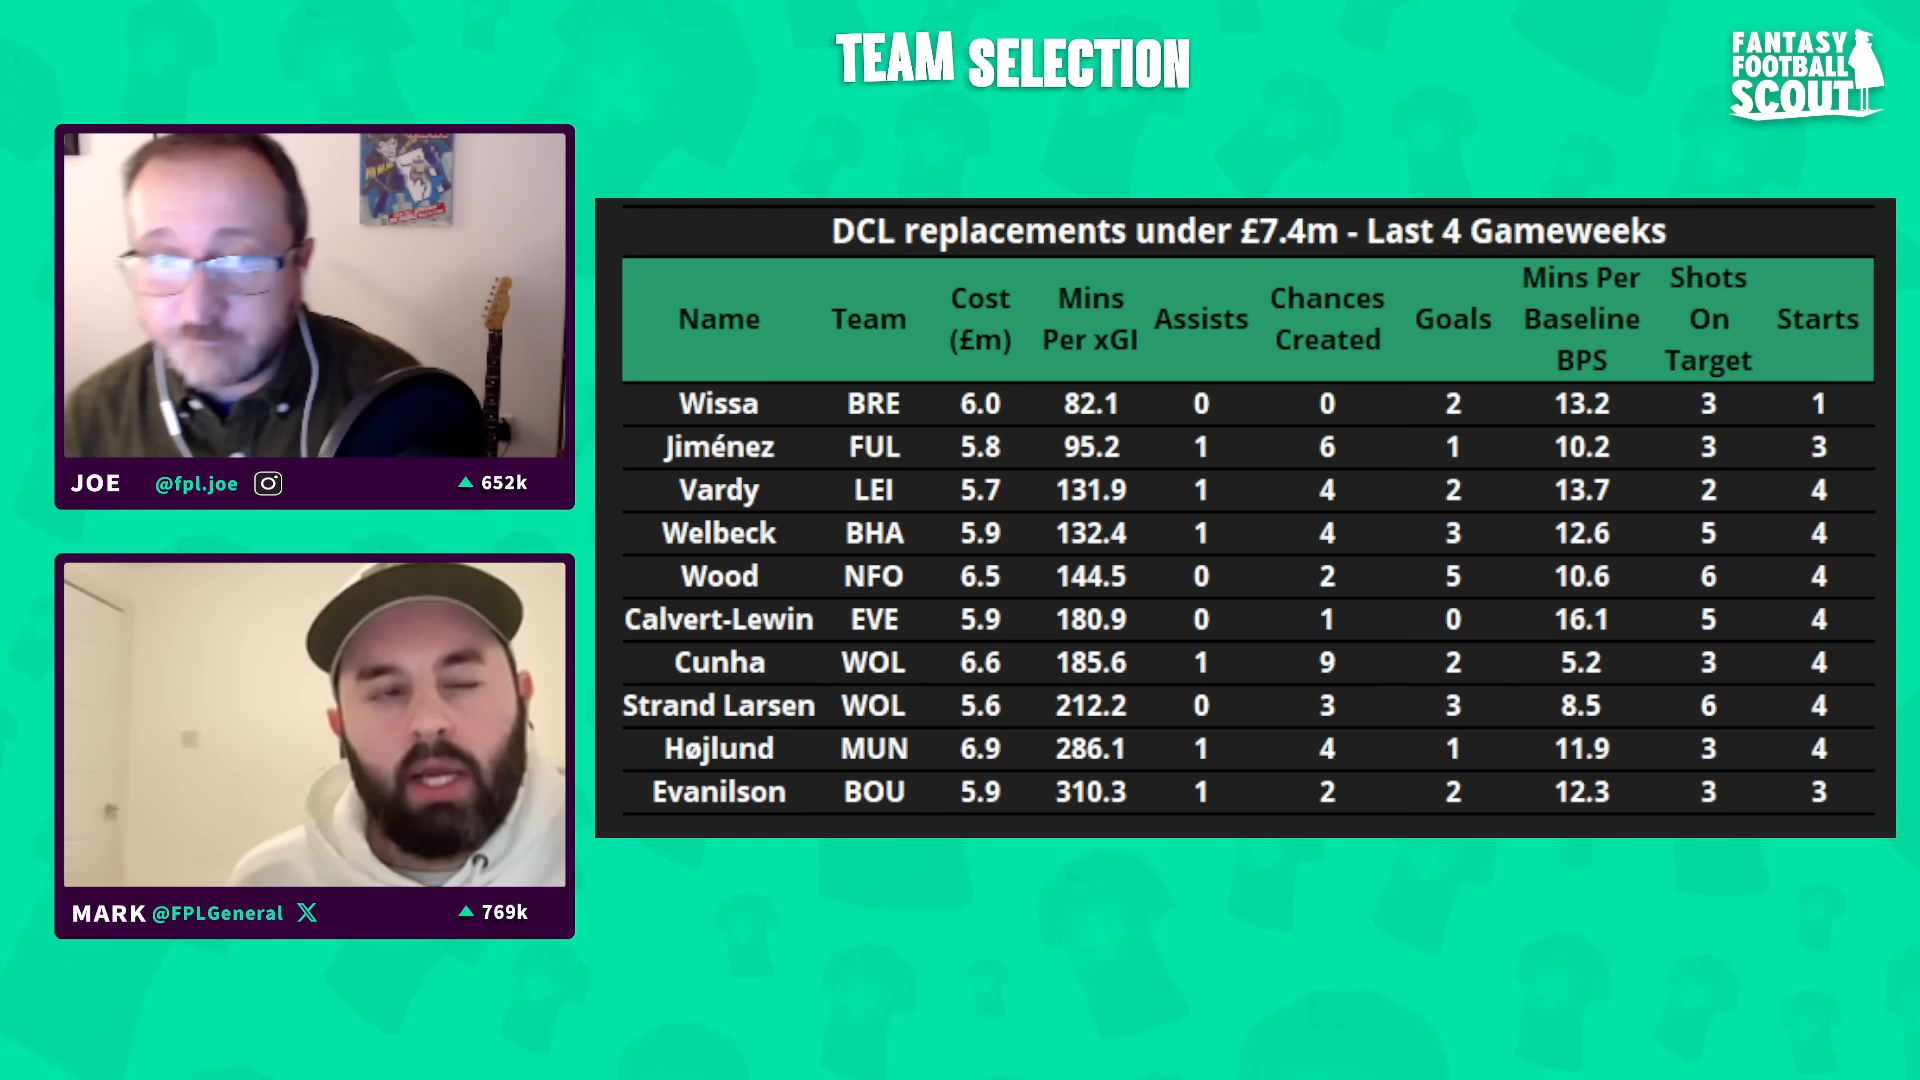 TEAM SELECTION
FANTASY
FOOTBALL
SCOUT
JOE @fpl.joe 652k
MARK @FPLGeneral X 769k
DCL replacements under £7.4m - Last 4 Gameweeks
Name Team Cost (£m) Mins Per xGI Assists Chances Created Goals Mins Per Baseline BPS Shots On Target Starts
Wissa BRE 6.0 82.1 0 0 2 13.2 3 1
Jiménez FUL 5.8 95.2 1 6 1 10.2 3 3
Vardy LEI 5.7 131.9 1 4 2 13.7 2 4
Welbeck BHA 5.9 132.4 1 4 3 12.6 5 4
Wood NFO 6.5 144.5 0 2 5 10.6 6 4
Calvert-Lewin EVE 5.9 180.9 0 1 0 16.1 5 4
Cunha WOL 6.6 185.6 1 9 2 5.2 3 4
Strand Larsen WOL 5.6 212.2 0 3 3 8.5 6 4
Højlund MUN 6.9 286.1 1 4 1 11.9 3 4
Evanilson BOU 5.9 310.3 1 2 2 12.3 3 3